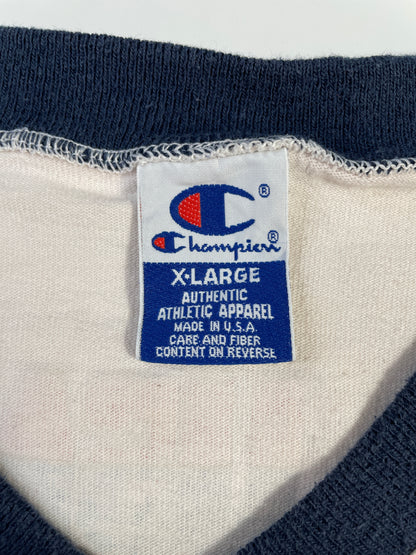 ®
Champion®
X-LARGE
AUTHENTIC
ATHLETIC APPAREL
MADE IN U.S.A.
CARE AND FIBER
CONTENT ON REVERSE